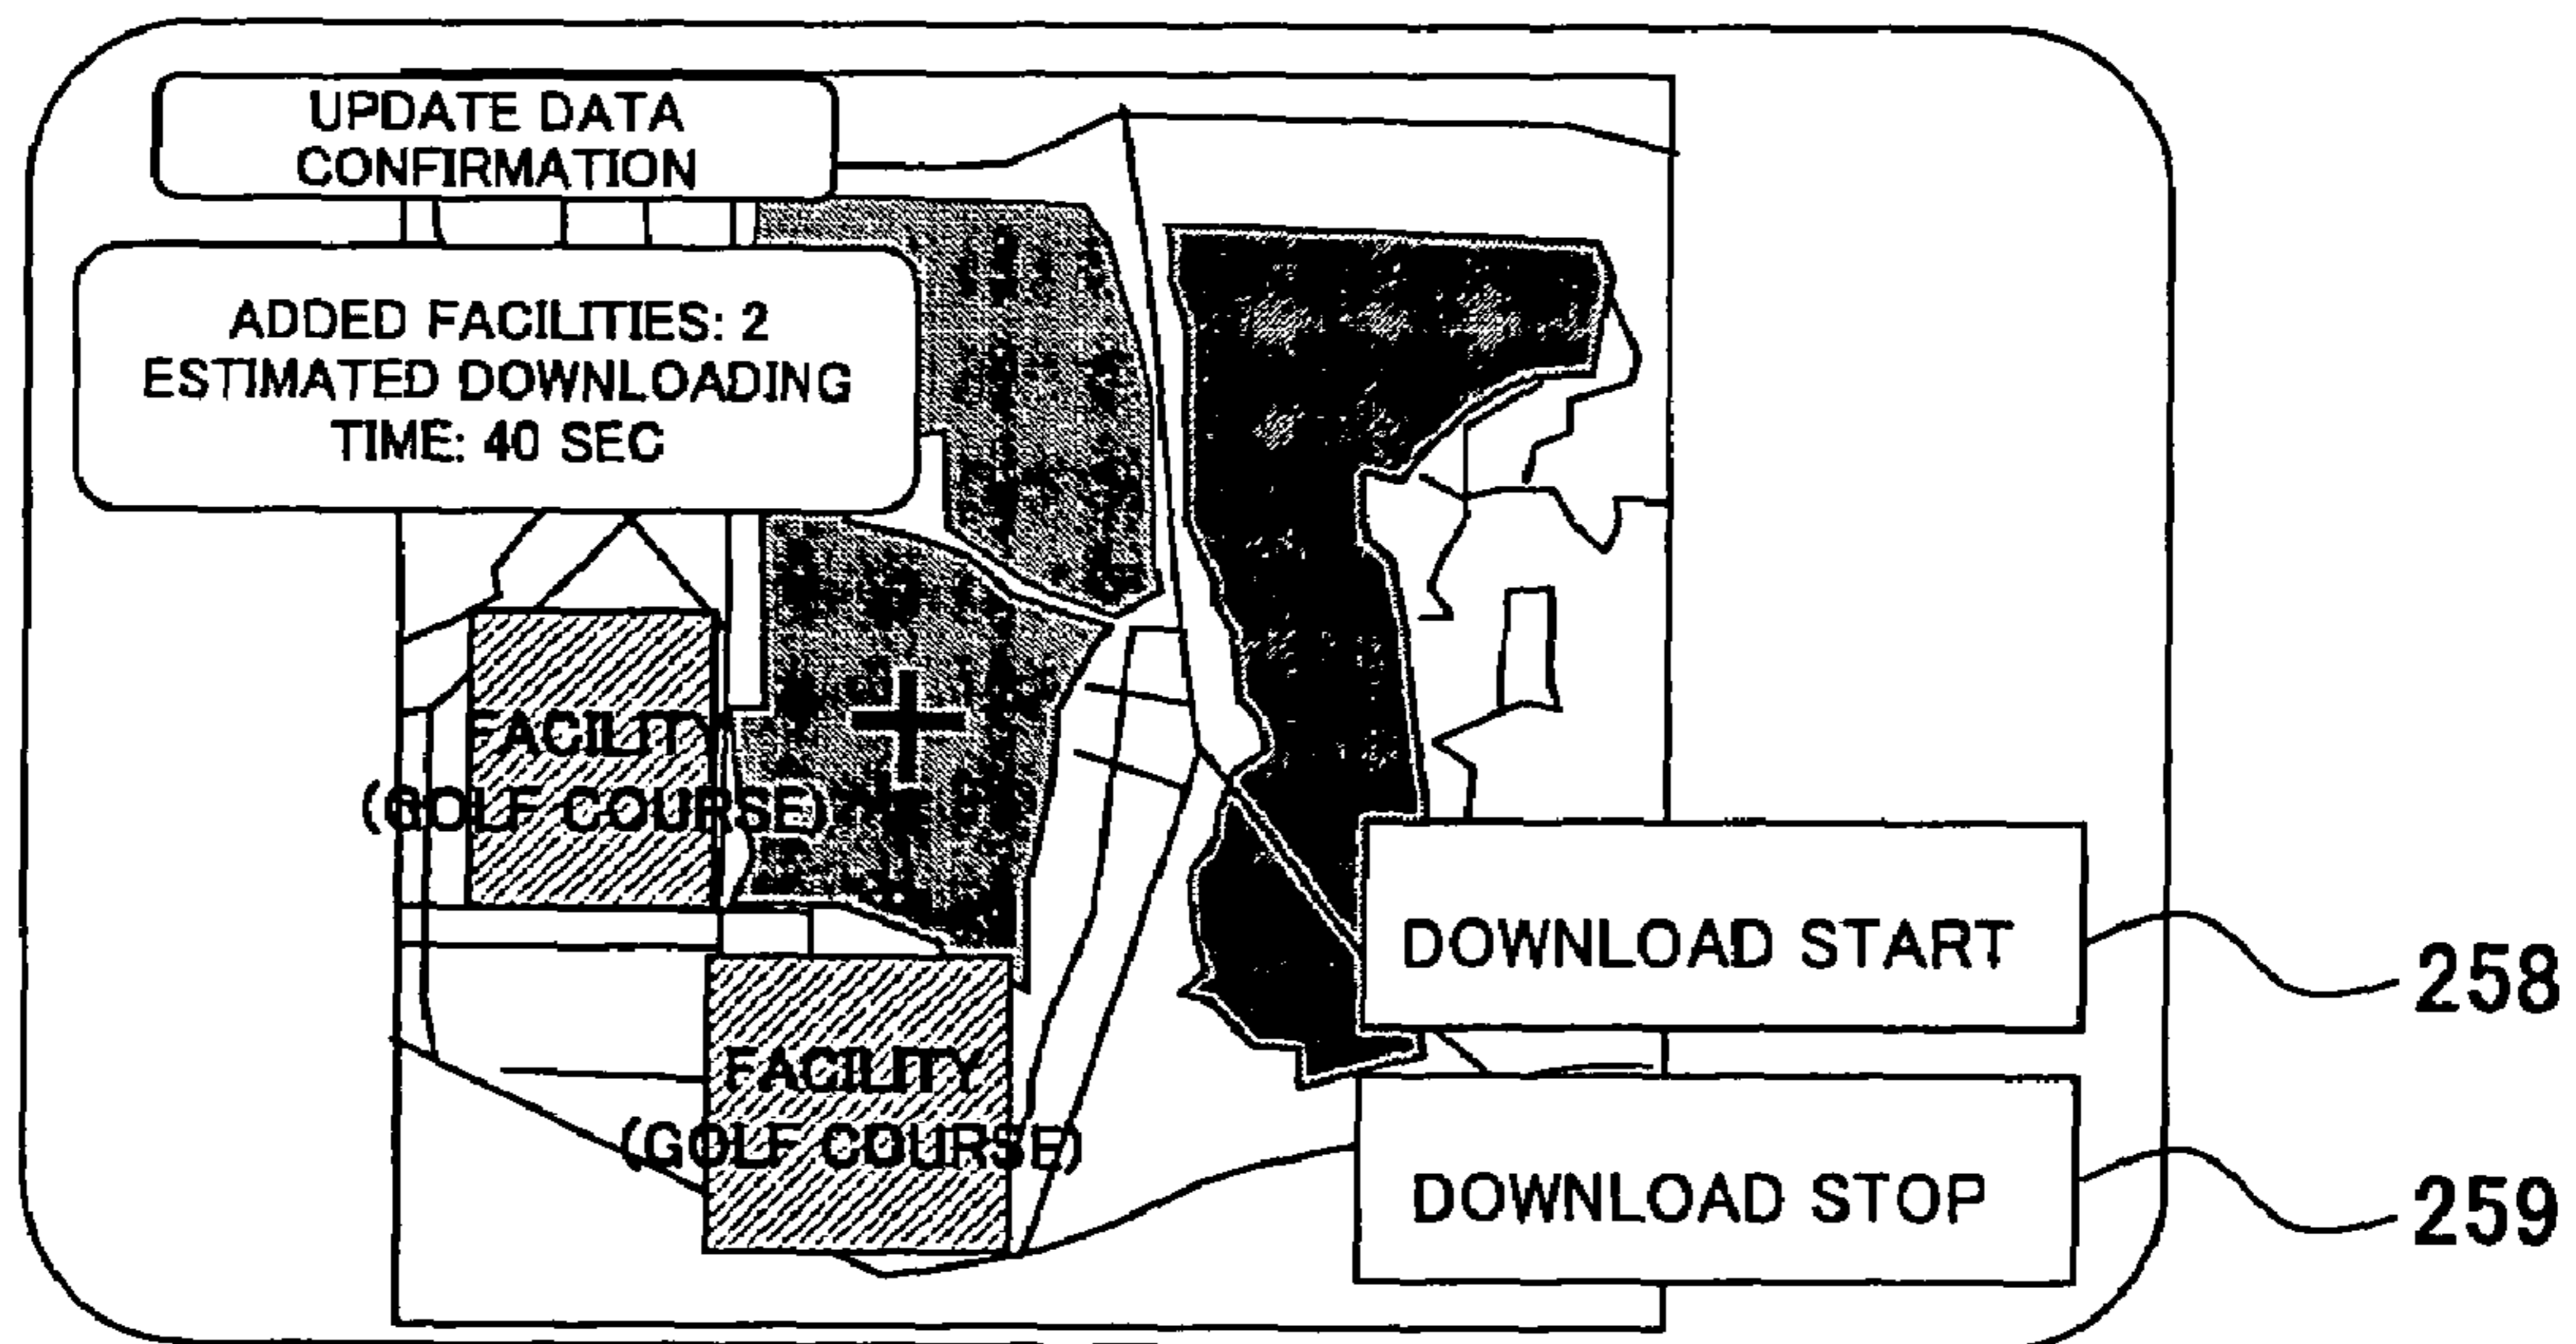 UPDATE DATA
CONFIRMATION
ADDED FACILITIES: 2
ESTIMATED DOWNLOADING
TIME: 40 SEC
FACILITY
(GOLF COURSE)
FACILITY
(GOLF COURSE)
DOWNLOAD START
258
DOWNLOAD STOP
259